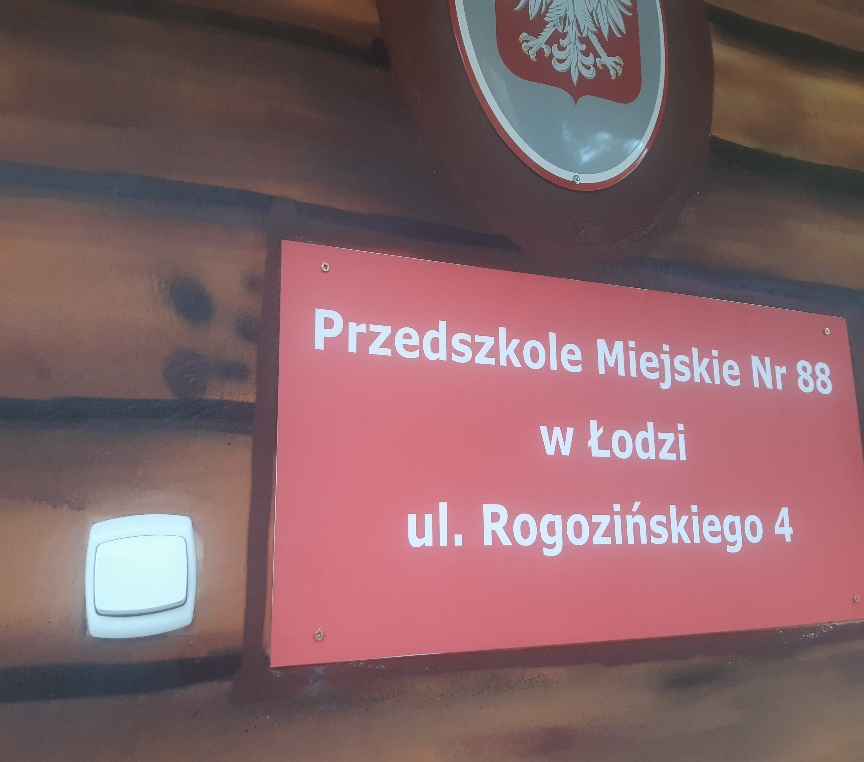 Przedszkole Miejskie Nr 88
w Łodzi
ul. Rogozińskiego 4